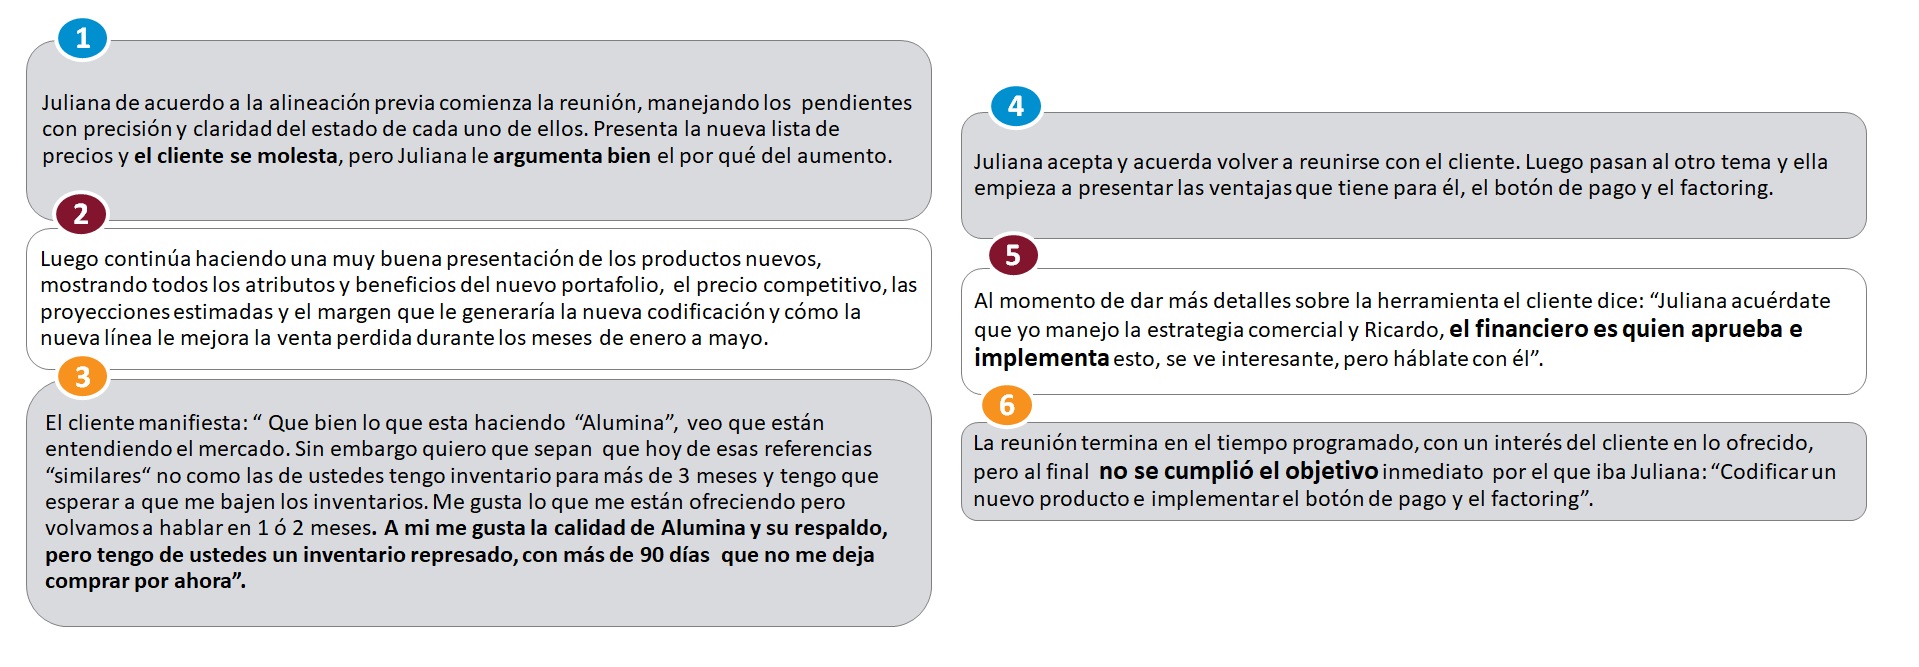 1
Juliana de acuerdo a la alineación previa comienza la reunión, manejando los pendientes
con precisión y claridad del estado de cada uno de ellos. Presenta la nueva lista de
precios y el cliente se molesta, pero Juliana le argumenta bien el por qué del aumento.
2
Luego continúa haciendo una muy buena presentación de los productos nuevos,
mostrando todos los atributos y beneficios del nuevo portafolio, el precio competitivo, las
proyecciones estimadas y el margen que le generaría la nueva codificación y cómo la
nueva línea le mejora la venta perdida durante los meses de enero a mayo.
3
El cliente manifiesta: “ Que bien lo que esta haciendo “Alumina”, veo que están
entendiendo el mercado. Sin embargo quiero que sepan que hoy de esas referencias
“similares“ no como las de ustedes tengo inventario para más de 3 meses y tengo que
esperar a que me bajen los inventarios. Me gusta lo que me están ofreciendo pero
volvamos a hablar en 1 ó 2 meses. A mi me gusta la calidad de Alumina y su respaldo,
pero tengo de ustedes un inventario represado, con más de 90 días que no me deja
comprar por ahora”.
4
Juliana acepta y acuerda volver a reunirse con el cliente. Luego pasan al otro tema y ella
empieza a presentar las ventajas que tiene para él, el botón de pago y el factoring.
5
Al momento de dar más detalles sobre la herramienta el cliente dice: “Juliana acuérdate
que yo manejo la estrategia comercial y Ricardo, el financiero es quien aprueba e
implementa esto, se ve interesante, pero háblate con él”.
6
La reunión termina en el tiempo programado, con un interés del cliente en lo ofrecido,
pero al final no se cumplió el objetivo inmediato por el que iba Juliana: “Codificar un
nuevo producto e implementar el botón de pago y el factoring”.